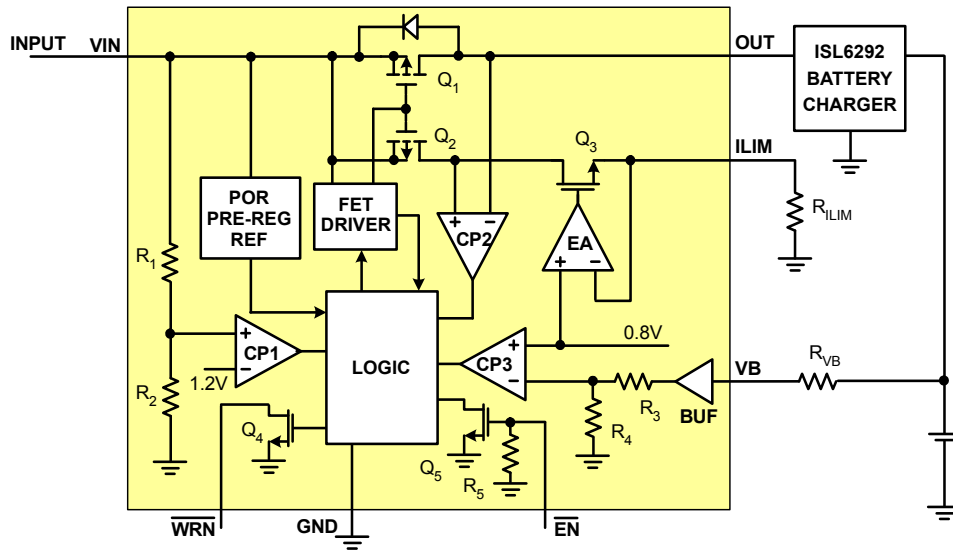 INPUT
VIN
Q1
OUT
ISL6292
BATTERY
CHARGER
Q2
Q3
ILIM
POR
PRE-REG
REF
FET
DRIVER
CP2
EA
RILIM
R1
CP1
1.2V
LOGIC
CP3
0.8V
VB
RVB
R2
BUF
R3
R4
Q4
Q5
R5
WRN
GND
EN
+
−
+
−
+
−
+
−